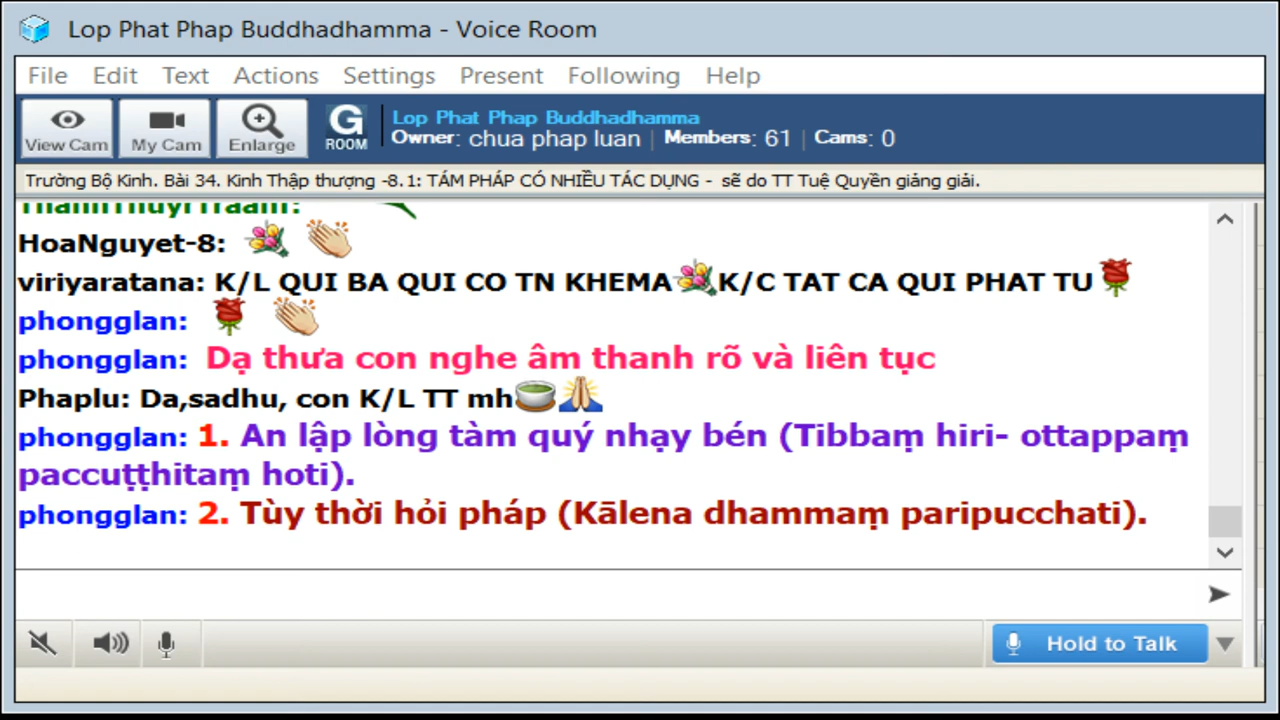 Lop Phat Phap Buddhadhamma - Voice Room
File Edit Text Actions Settings Present Following Help
View Cam My Cam Enlarge G ROOM
Lop Phat Phap Buddhadhamma
Owner: chua phap luan | Members: 61 | Cams: 0
Trường Bộ Kinh. Bài 34. Kinh Thập thượng -8.1: TÁM PHÁP CÓ NHIỀU TÁC DỤNG - sẽ do TT Tuệ Quyền giảng giải.
HoaNguyet-8:
viriyaratana: K/L QUI BA QUI CO TN KHEMA K/C TAT CA QUI PHAT TU
phongglan:
phongglan: Dạ thưa con nghe âm thanh rõ và liên tục
Phaplu: Da,sadhu, con K/L TT mh
phongglan: 1. An lập lòng tàm quý nhạy bén (Tibbaṃ hiri- ottappaṃ
paccuṭṭhitaṃ hoti).
phongglan: 2. Tùy thời hỏi pháp (Kālena dhammaṃ paripucchati).
Hold to Talk